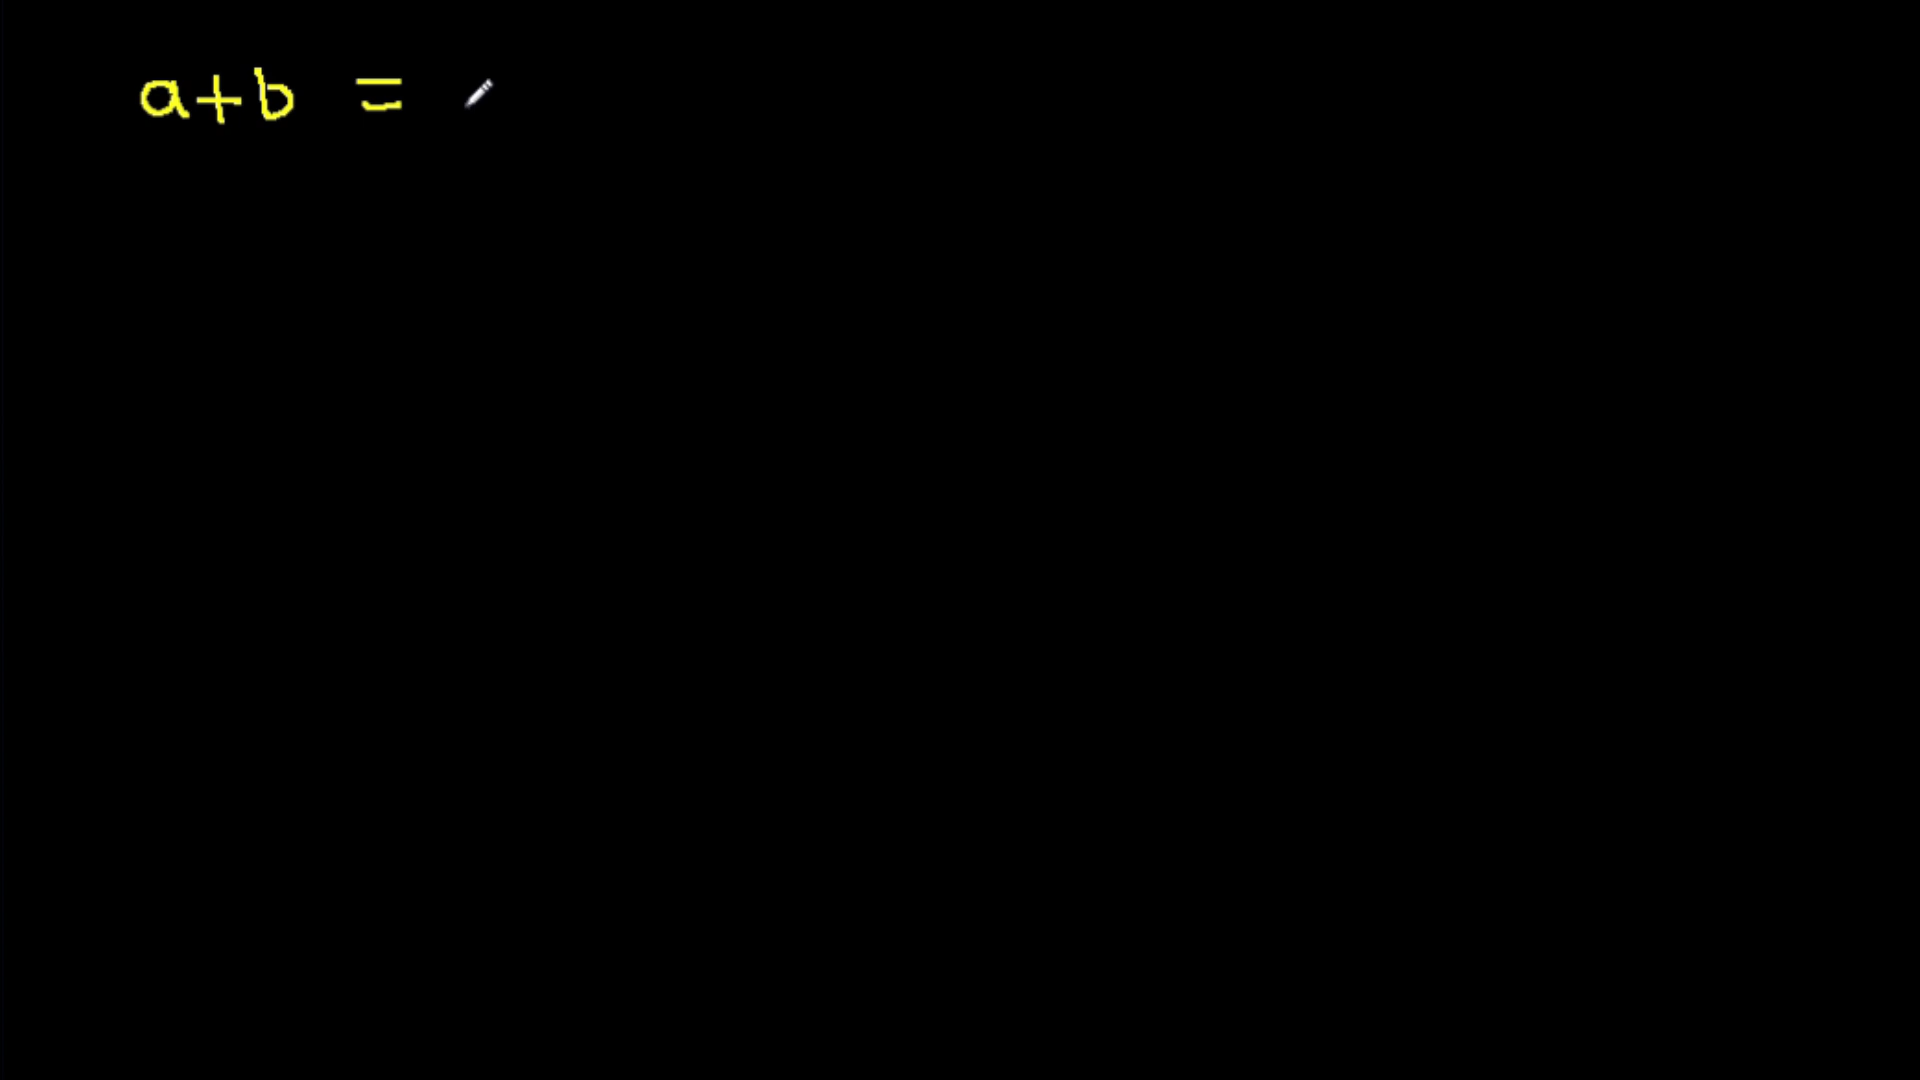 a+b =